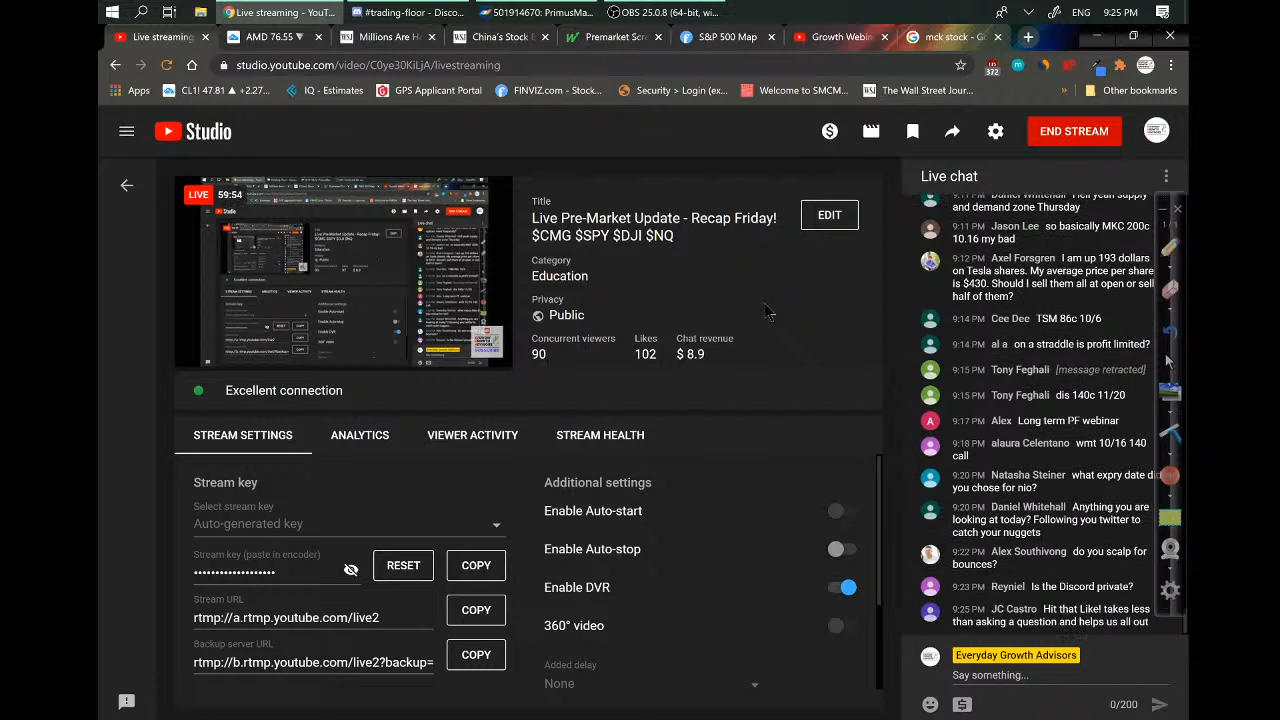 Live streaming - YouT...
#trading-floor - Disco...
501914670: PrimusMa...
OBS 25.0.8 (64-bit, wi...
ENG
9:25 PM
Live streaming
AMD 76.55 ▼
Millions Are H
China's Stock E
Premarket Scre
S&P 500 Map
Growth Webin
mck stock - Go
studio.youtube.com/video/C0ye30KiLjA/livestreaming
372
Apps
CL1! 47.81 ▲ +2.27...
IQ - Estimates
GPS Applicant Portal
FINVIZ.com - Stock...
Security > Login (ex...
Welcome to SMCM...
The Wall Street Jour...
Other bookmarks
Studio
END STREAM
LIVE 59:54
Title
Live Pre-Market Update - Recap Friday!
$CMG $SPY $DJI $NQ
EDIT
Category
Education
Privacy
Public
Concurrent viewers
90
Likes
102
Chat revenue
$ 8.9
Excellent connection
STREAM SETTINGS
ANALYTICS
VIEWER ACTIVITY
STREAM HEALTH
Stream key
Select stream key
Auto-generated key
Stream key (paste in encoder)
••••••••••••••••••
RESET
COPY
Stream URL
rtmp://a.rtmp.youtube.com/live2
COPY
Backup server URL
rtmp://b.rtmp.youtube.com/live2?backup=
COPY
Additional settings
Enable Auto-start
Enable Auto-stop
Enable DVR
360° video
Added delay
None
Live chat
9:11 PM Daniel Whitehall Hell yeah supply
and demand zone Thursday
9:11 PM Jason Lee so basically MKC 200c
10.16 my bad
9:12 PM Axel Forsgren I am up 193 dollars
on Tesla shares. My average price per share
is $430. Should I sell them all at open or sell
half of them?
9:14 PM Cee Dee TSM 86c 10/6
9:14 PM al a on a straddle is profit limited?
9:15 PM Tony Feghali [message retracted]
9:15 PM Tony Feghali dis 140c 11/20
9:17 PM Alex Long term PF webinar
9:18 PM alaura Celentano wmt 10/16 140
call
9:20 PM Natasha Steiner what expry date did
you chose for nio?
9:20 PM Daniel Whitehall Anything you are
looking at today? Following you twitter to
catch your nuggets
9:22 PM Alex Southivong do you scalp for
bounces?
9:23 PM Reyniel Is the Discord private?
9:25 PM JC Castro Hit that Like! takes less
than asking a question and helps us all out
Everyday Growth Advisors
Say something...
0/200